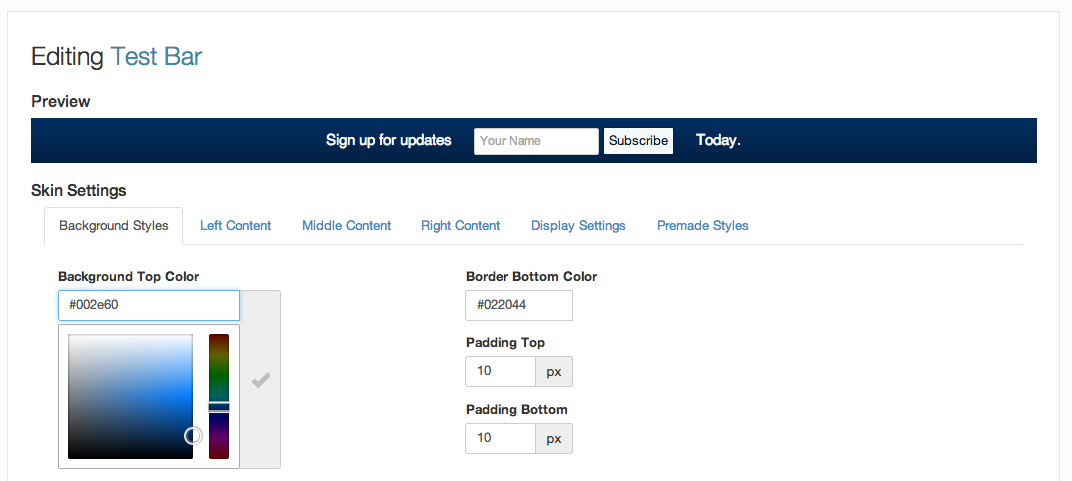 Editing Test Bar
Preview
Sign up for updates Your Name Subscribe Today.
Skin Settings
Background Styles Left Content Middle Content Right Content Display Settings Premade Styles
Background Top Color Border Bottom Color
#002e60 #022044
Padding Top
10 px
Padding Bottom
10 px